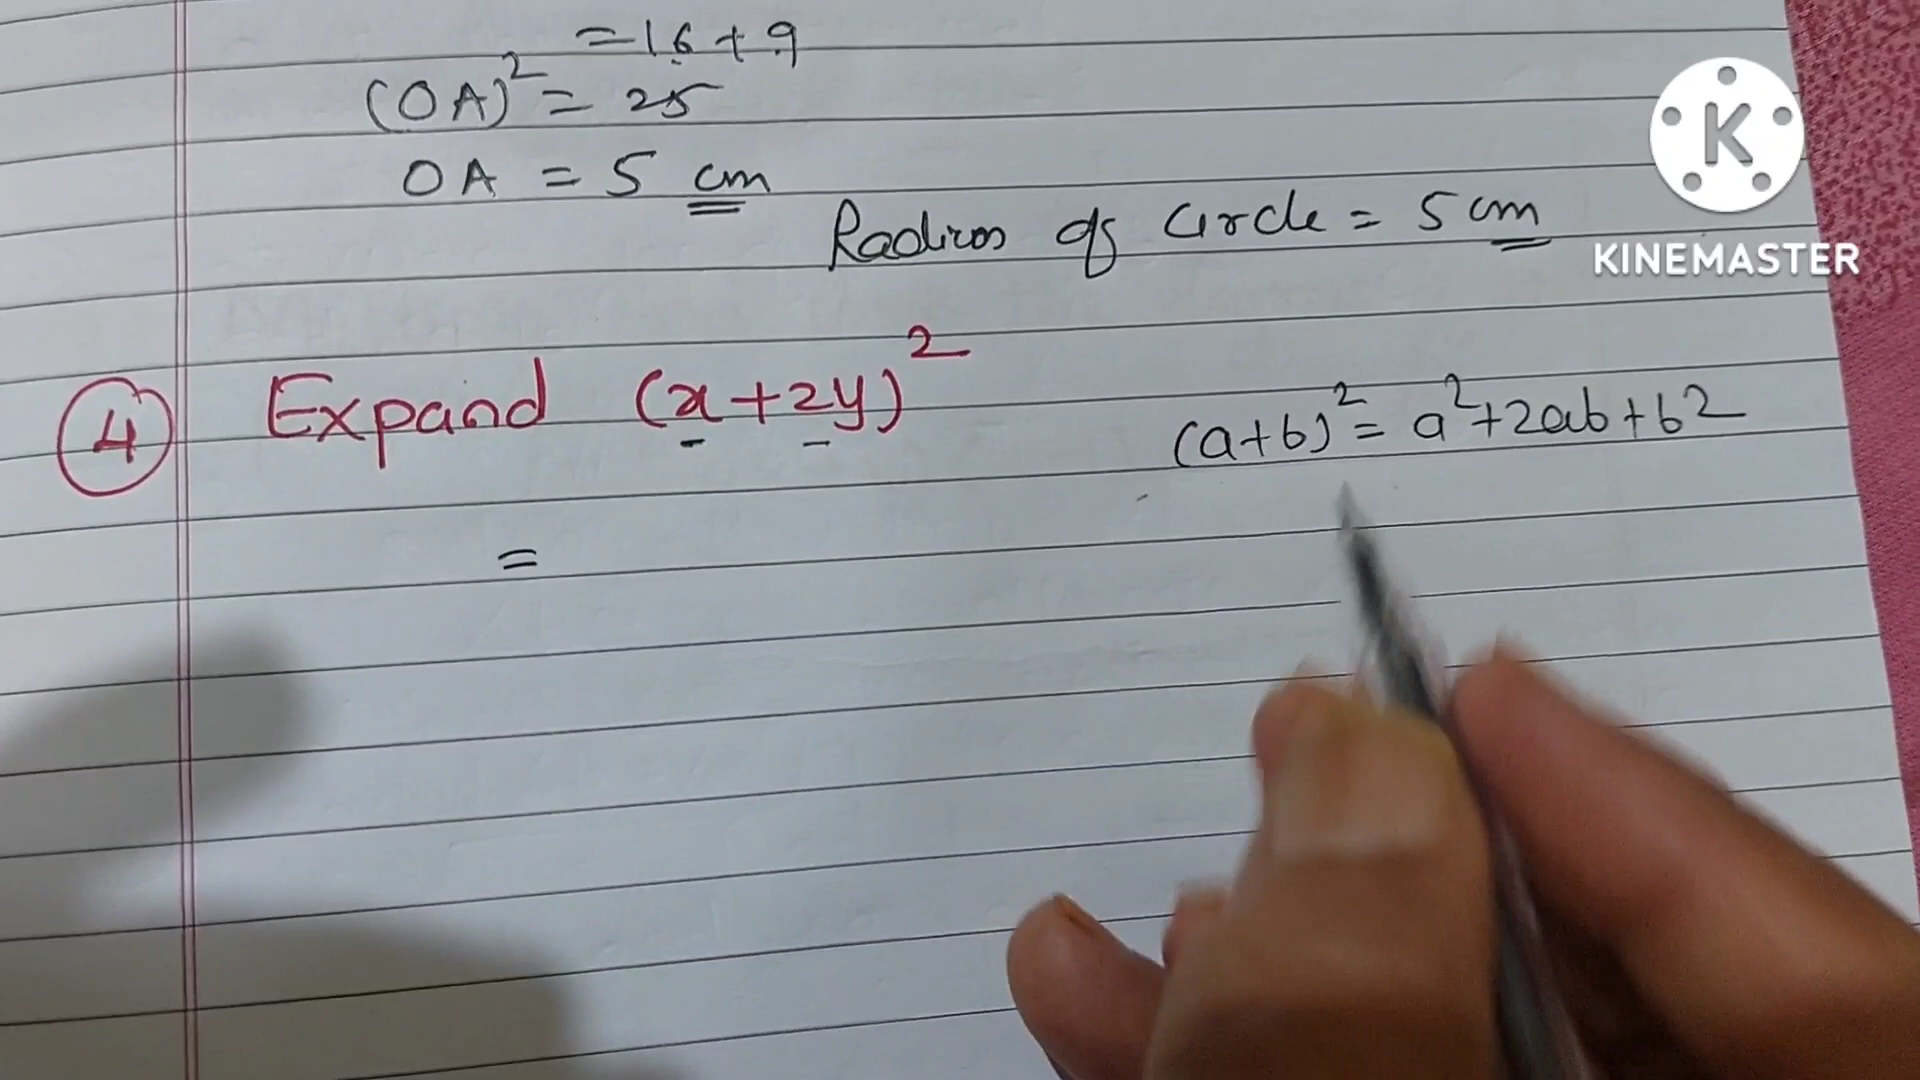 = 16 + 9
(OA)² = 25
OA = 5 cm
Radius of Circle = 5 cm
K
KINEMASTER
4 Expand (x+2y)²
(a+b)² = a²+2ab+b²
=